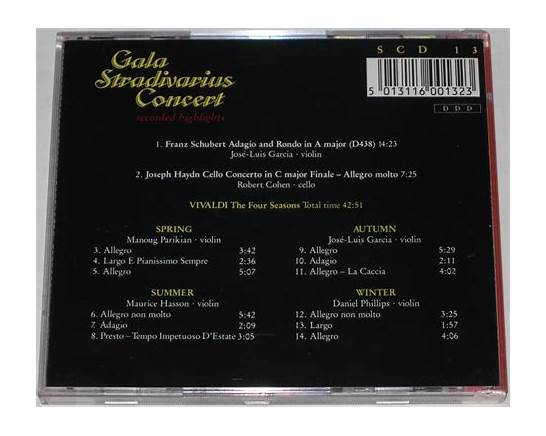 Gala
Stradivarius
Concert
recorded highlights
SCD 13
5 013116 001323
D D D
1. Franz Schubert Adagio and Rondo in A major (D438) 14:23
José-Luis Garcia · violin
2. Joseph Haydn Cello Concerto in C major Finale – Allegro molto 7:25
Robert Cohen · cello
VIVALDI The Four Seasons Total time 42:51
SPRING
Manoug Parikian · violin
3. Allegro 3:42
4. Largo E Pianissimo Sempre 2:36
5. Allegro 5:07
SUMMER
Maurice Hasson · violin
6. Allegro non molto 5:42
7. Adagio 2:09
8. Presto – Tempo Impetuoso D'Estate 3:05
AUTUMN
José-Luis Garcia · violin
9. Allegro 5:29
10. Adagio 2:11
11. Allegro – La Caccia 4:02
WINTER
Daniel Phillips · violin
12. Allegro non molto 3:25
13. Largo 1:57
14. Allegro 4:06